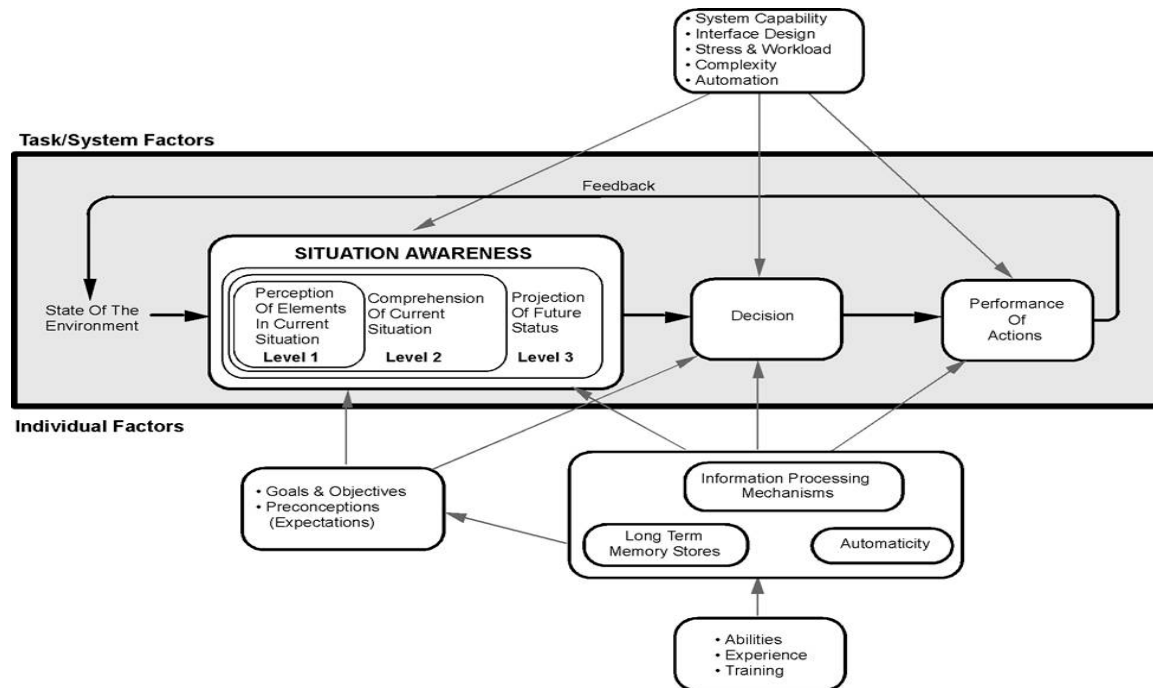 • System Capability
• Interface Design
• Stress & Workload
• Complexity
• Automation
Task/System Factors
Feedback
SITUATION AWARENESS
State Of The
Environment
Perception
Of Elements
In Current
Situation
Level 1
Comprehension
Of Current
Situation
Level 2
Projection
Of Future
Status
Level 3
Decision
Performance
Of
Actions
Individual Factors
• Goals & Objectives
• Preconceptions
(Expectations)
Information Processing
Mechanisms
Long Term
Memory Stores
Automaticity
• Abilities
• Experience
• Training